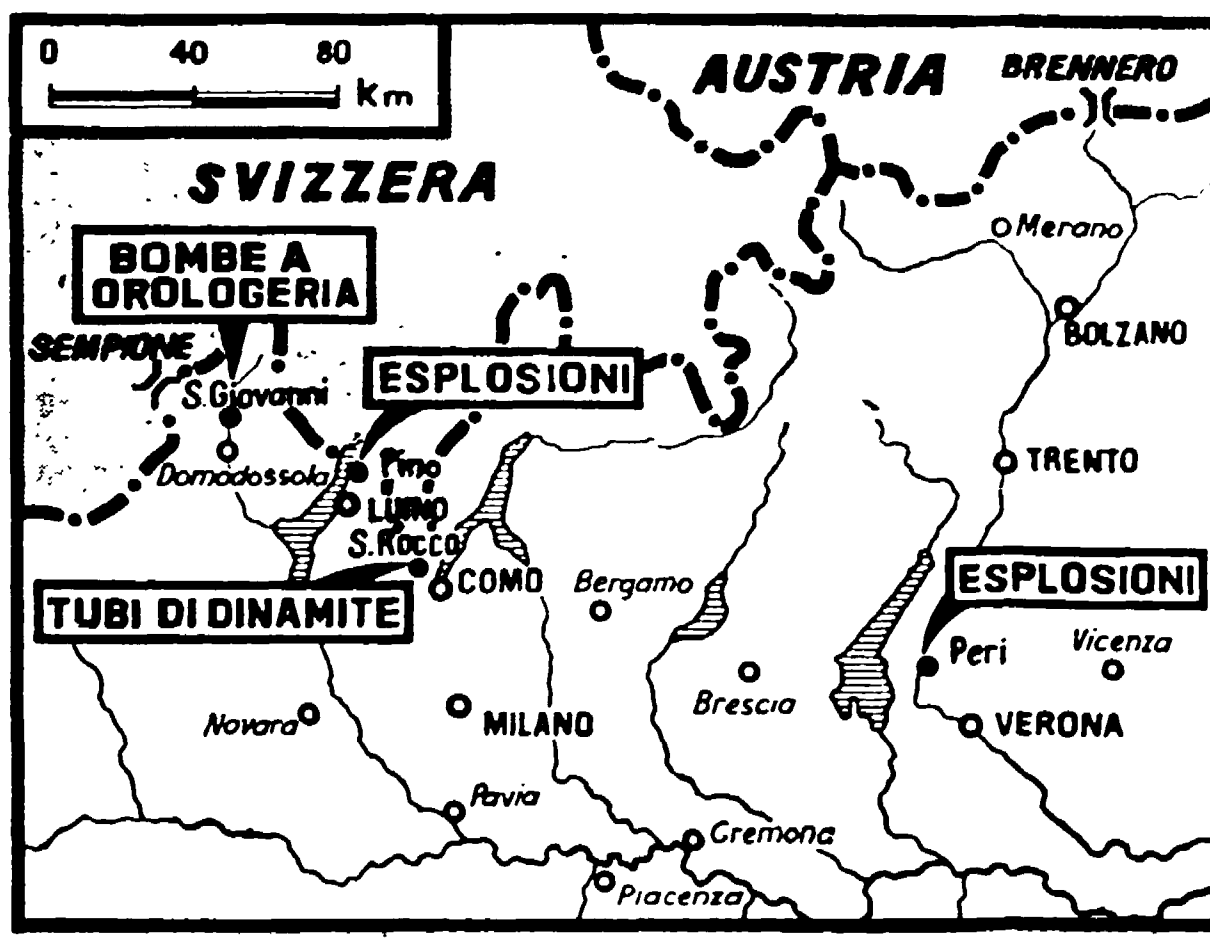 0 40 80
Km
AUSTRIA
BRENNERO
SVIZZERA
Merano
BOMBE A
OROLOGERIA
BOLZANO
SEMPIONE
S.Giovanni
ESPLOSIONI
Domodossola
Pino
LUINO
TRENTO
S.Rocco
COMO
Bergamo
ESPLOSIONI
TUBI DI DINAMITE
Peri
Vicenza
Brescia
Novara
MILANO
VERONA
Pavia
Cremona
Piacenza